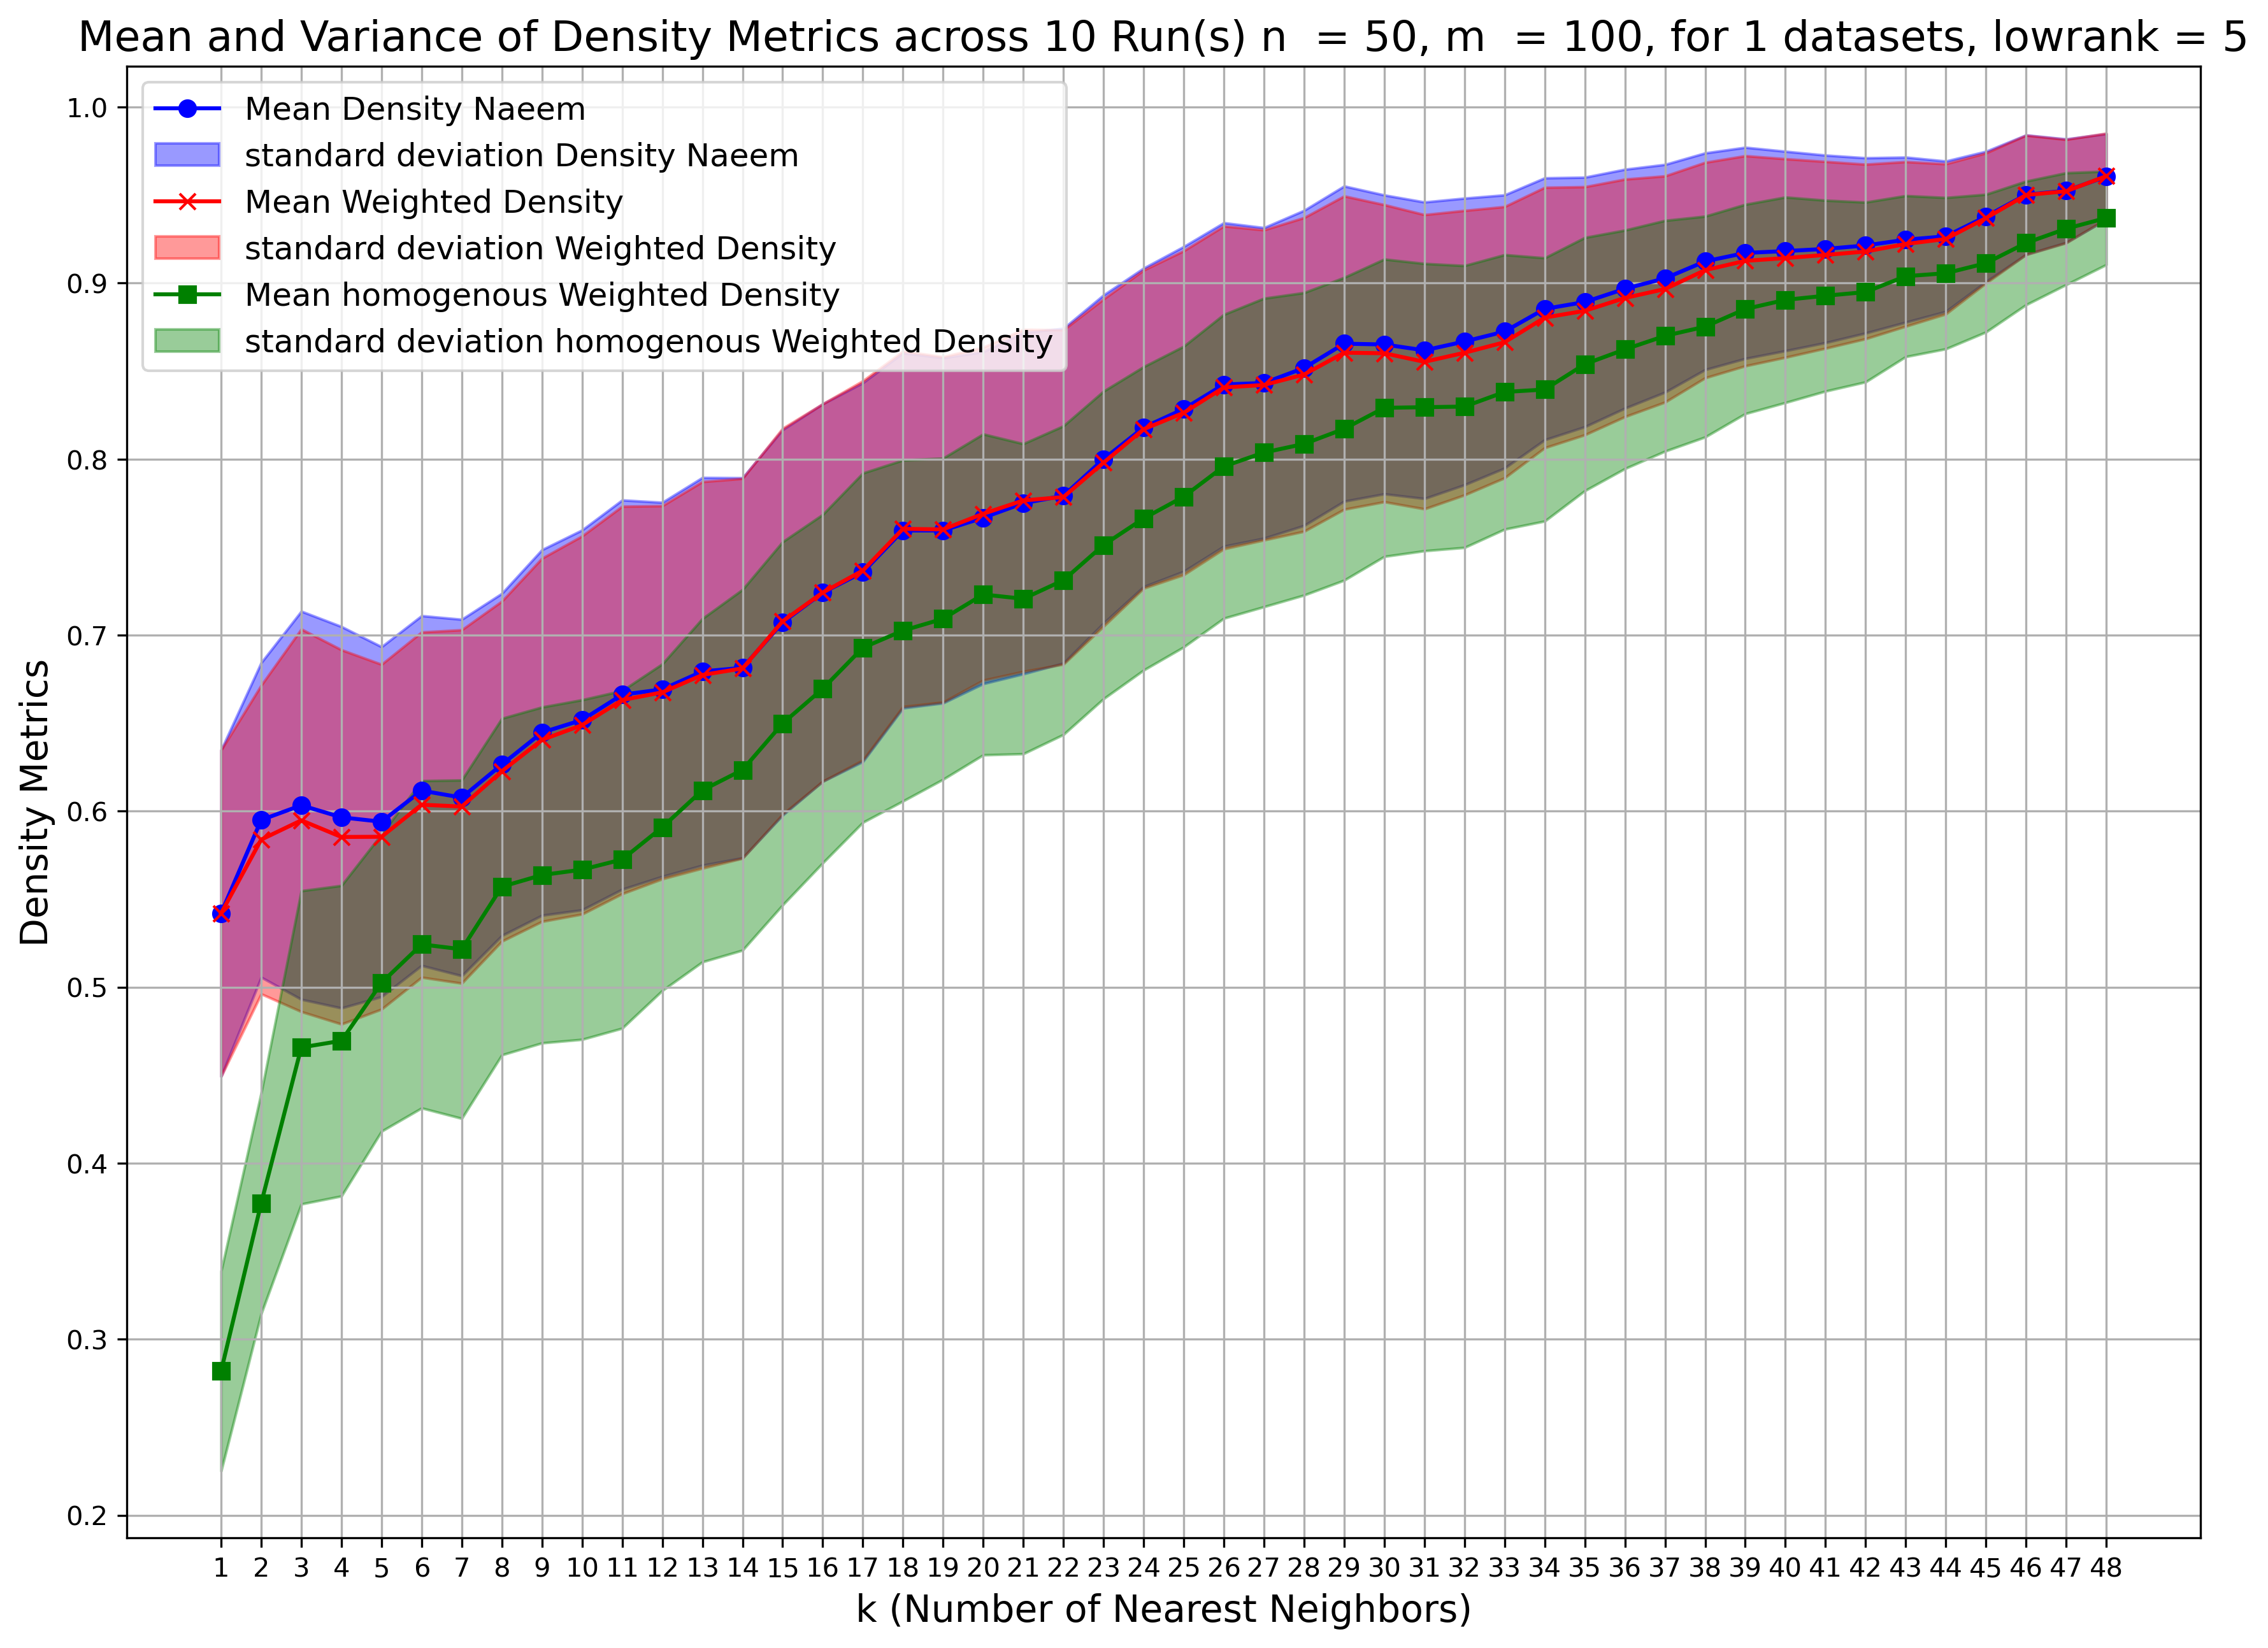 Mean and Variance of Density Metrics across 10 Run(s) n  = 50, m  = 100, for 1 datasets, lowrank = 5
Mean Density Naeem
standard deviation Density Naeem
Mean Weighted Density
standard deviation Weighted Density
Mean homogenous Weighted Density
standard deviation homogenous Weighted Density
Density Metrics
1.0
0.9
0.8
0.7
0.6
0.5
0.4
0.3
0.2
1 2 3 4 5 6 7 8 9 10 11 12 13 14 15 16 17 18 19 20 21 22 23 24 25 26 27 28 29 30 31 32 33 34 35 36 37 38 39 40 41 42 43 44 45 46 47 48
k (Number of Nearest Neighbors)